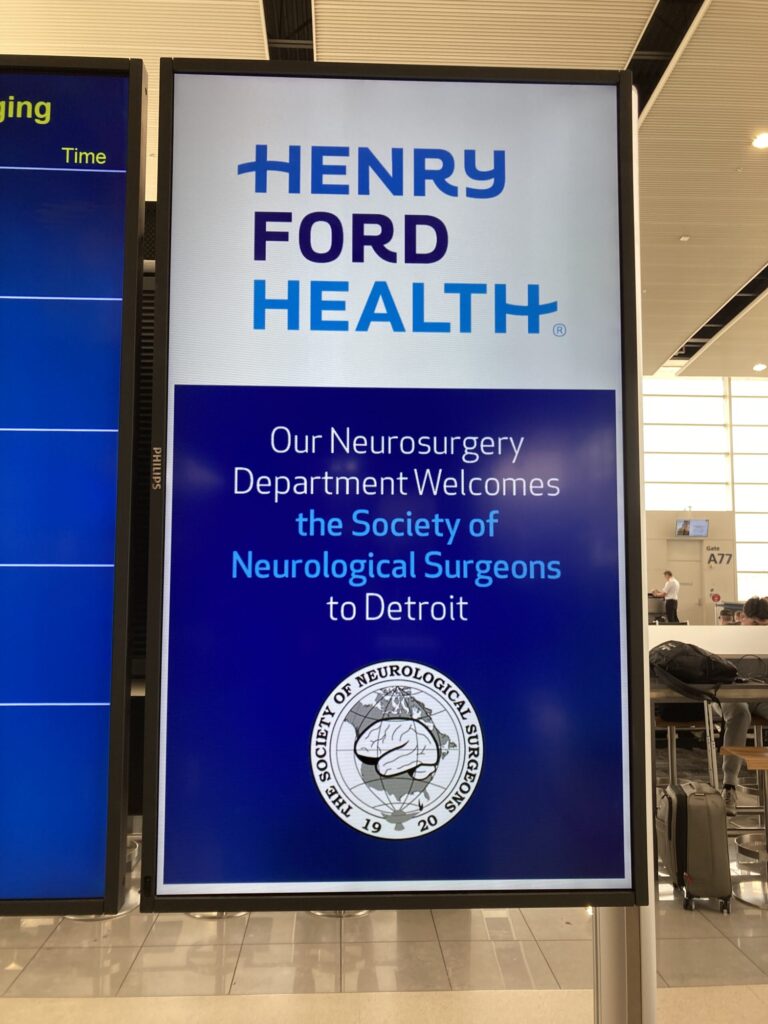 ging
Time
HENRY
FORD
HEALTH®
PHILIPS
Our Neurosurgery
Department Welcomes
the Society of
Neurological Surgeons
to Detroit
THE SOCIETY OF NEUROLOGICAL SURGEONS
19 20
Gate
A77